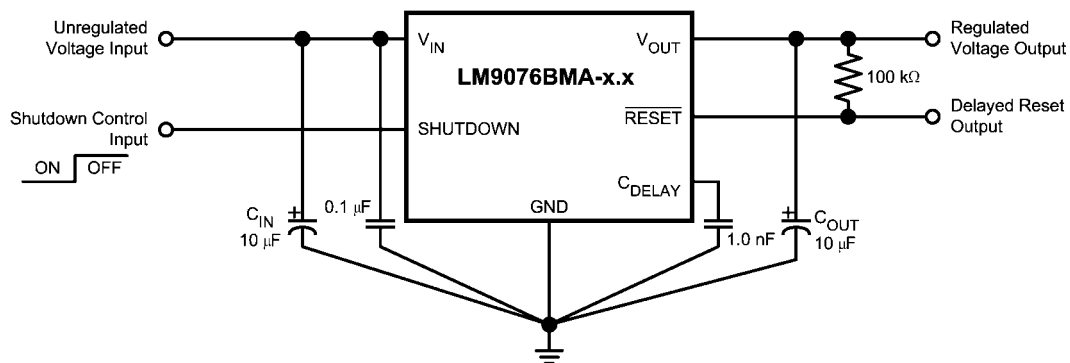 Unregulated
Voltage Input
Shutdown Control
Input
ON
OFF
C_IN
+
10 µF
0.1 µF
V_IN
V_OUT
LM9076BMA-x.x
SHUTDOWN
RESET
C_DELAY
GND
1.0 nF
+
C_OUT
10 µF
100 kΩ
Regulated
Voltage Output
Delayed Reset
Output